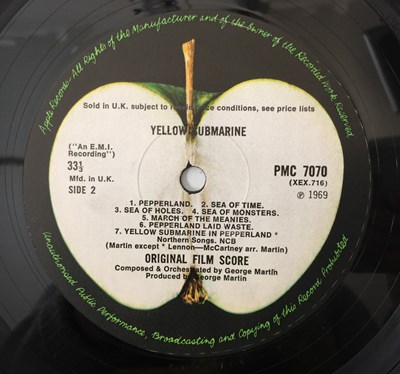 Apple Records - All Rights of the Manufacturer and of the Owner of the Recorded Work Reserved
Sold in U.K. subject to price conditions, see price lists
YELLOW SUBMARINE
("An E.M.I.
Recording")
33⅓
Mfd. in U.K.
SIDE 2
PMC 7070
(XEX.716)
℗ 1969
1. PEPPERLAND. 2. SEA OF TIME.
3. SEA OF HOLES. 4. SEA OF MONSTERS.
5. MARCH OF THE MEANIES.
6. PEPPERLAND LAID WASTE.
7. YELLOW SUBMARINE IN PEPPERLAND *
Northern Songs. NCB
(Martin except * Lennon—McCartney arr. Martin)
ORIGINAL FILM SCORE
Composed & Orchestrated by George Martin
Produced by George Martin
Unauthorised Public Performance, Broadcasting and Copying of this Record Prohibited